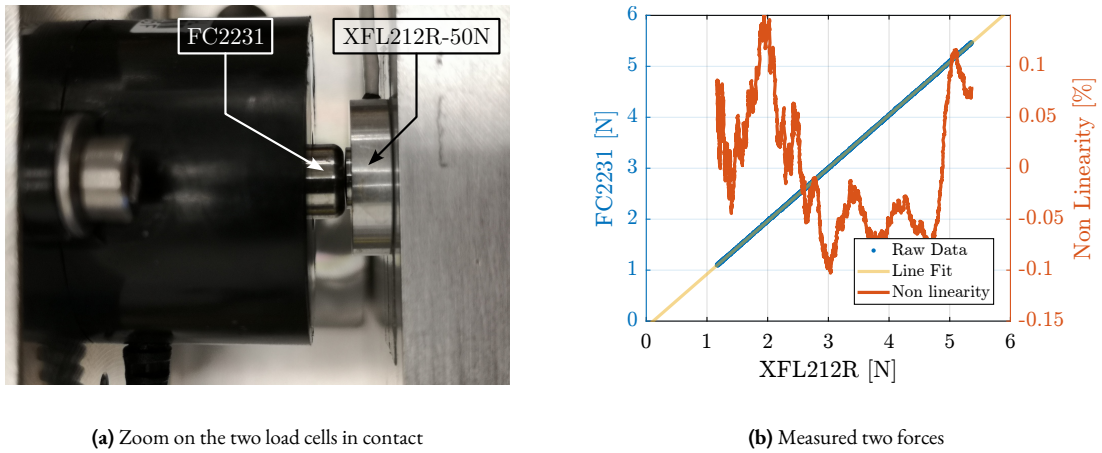 FC2231
XFL212R-50N
(a) Zoom on the two load cells in contact
6
5
4
3
2
1
0
FC2231 [N]
0
1
2
3
4
5
6
XFL212R [N]
0.1
0.05
0
-0.05
-0.1
-0.15
Non Linearity [%]
Raw Data
Line Fit
Non linearity
(b) Measured two forces